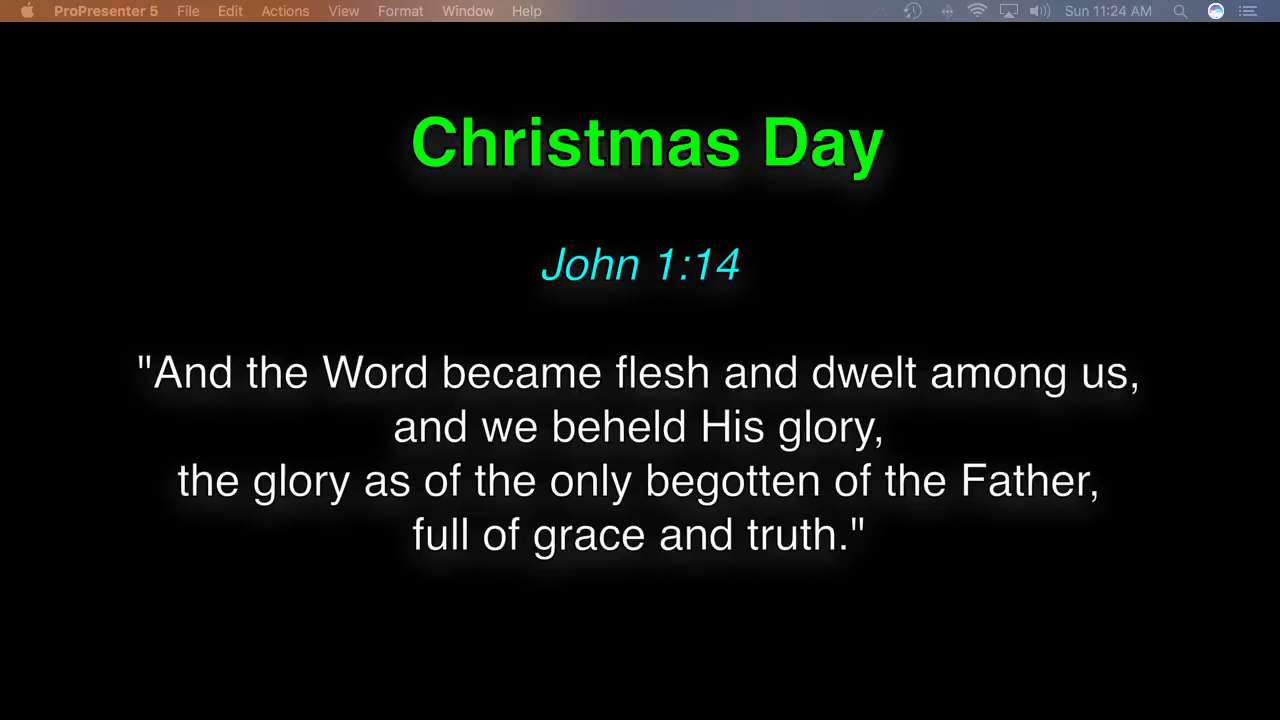 ProPresenter 5 File Edit Actions View Format Window Help Sun 11:24 AM
Christmas Day
John 1:14
"And the Word became flesh and dwelt among us,
and we beheld His glory,
the glory as of the only begotten of the Father,
full of grace and truth."